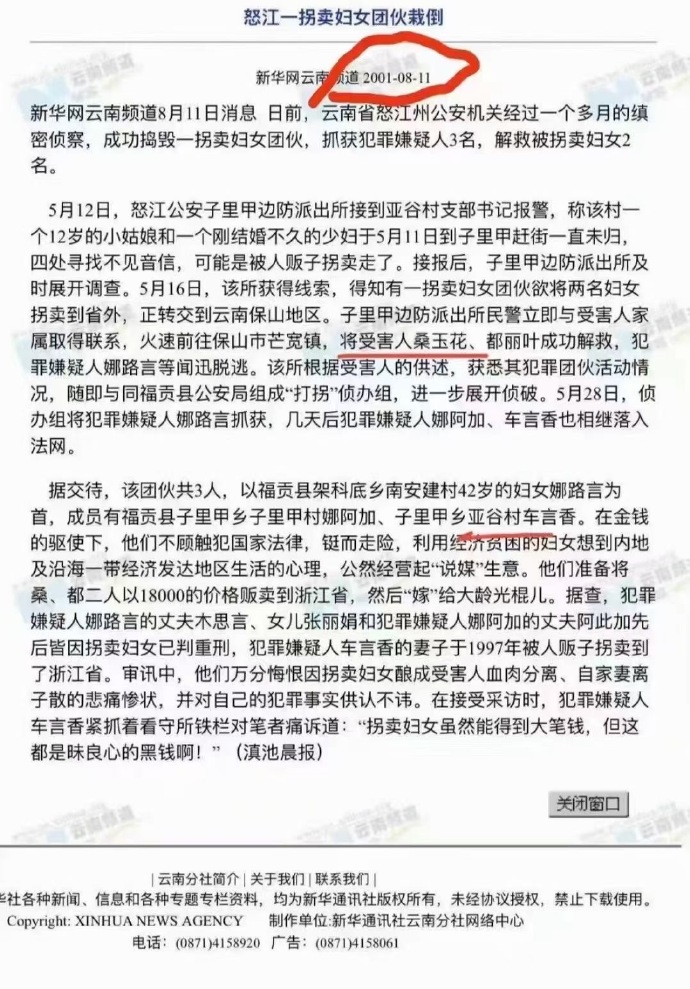 怒江一拐卖妇女团伙栽倒
新华网云南频道 2001-08-11
新华网云南频道8月11日消息 日前，云南省怒江州公安机关经过一个多月的缜
密侦察，成功捣毁一拐卖妇女团伙，抓获犯罪嫌疑人3名，解救被拐卖妇女2
名。
5月12日，怒江公安子里甲边防派出所接到亚谷村支部书记报警，称该村一
个12岁的小姑娘和一个刚结婚不久的少妇于5月11日到子里甲赶街一直未归，
四处寻找不见音信，可能是被人贩子拐卖走了。接报后，子里甲边防派出所及
时展开调查。5月16日，该所获得线索，得知有一拐卖妇女团伙欲将两名妇女
拐卖到省外，正转交到云南保山地区。子里甲边防派出所民警立即与受害人家
属取得联系，火速前往保山市芒宽镇，将受害人桑玉花、都丽叶成功解救，犯
罪嫌疑人娜路言等闻迅脱逃。该所根据受害人的供述，获悉其犯罪团伙活动情
况，随即与同福贡县公安局组成“打拐”侦办组，进一步展开侦破。5月28日，侦
办组将犯罪嫌疑人娜路言抓获，几天后犯罪嫌疑人娜阿加、车言香也相继落入
法网。
据交待，该团伙共3人，以福贡县架科底乡南安建村42岁的妇女娜路言为
首，成员有福贡县子里甲乡子里甲村娜阿加、子里甲乡亚谷村车言香。在金钱
的驱使下，他们不顾触犯国家法律，铤而走险，利用经济贫困的妇女想到内地
及沿海一带经济发达地区生活的心理，公然经营起“说媒”生意。他们准备将
桑、都二人以18000的价格贩卖到浙江省，然后“嫁”给大龄光棍儿。据查，犯罪
嫌疑人娜路言的丈夫木思言、女儿张丽娟和犯罪嫌疑人娜阿加的丈夫阿此加先
后皆因拐卖妇女已判重刑，犯罪嫌疑人车言香的妻子于1997年被人贩子拐卖到
了浙江省。审讯中，他们万分悔恨因拐卖妇女酿成受害人血肉分离、自家妻离
子散的悲痛惨状，并对自己的犯罪事实供认不讳。在接受采访时，犯罪嫌疑人
车言香紧抓着看守所铁栏对笔者痛诉道：“拐卖妇女虽然能得到大笔钱，但这
都是昧良心的黑钱啊！”（滇池晨报）
关闭窗口
| 云南分社简介 | 关于我们 | 联系我们 |
社各种新闻、信息和各种专题专栏资料，均为新华通讯社版权所有，未经协议授权，禁止下载使用。
Copyright: XINHUA NEWS AGENCY 制作单位:新华通讯社云南分社网络中心
电话：(0871)4158920 广告：(0871)4158061